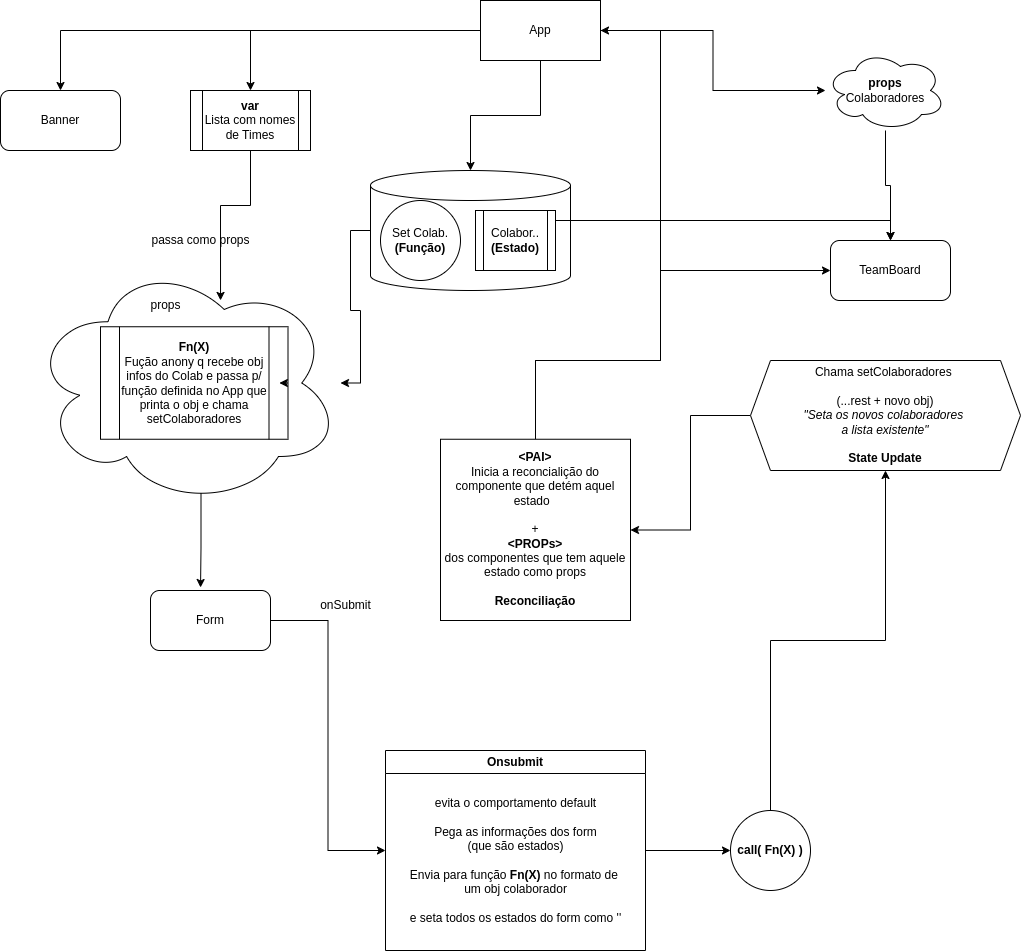 App
Banner
var
Lista com nomes
de Times
props
Colaboradores
passa como props
Set Colab.
(Função)
Colabor..
(Estado)
TeamBoard
props
Fn(X)
Fução anony q recebe obj
infos do Colab e passa p/
função definida no App que
printa o obj e chama
setColaboradores
Chama setColaboradores
(...rest + novo obj)
"Seta os novos colaboradores
a lista existente"
State Update
<PAI>
Inicia a reconcialição do
componente que detém aquel
estado
+
<PROPs>
dos componentes que tem aquele
estado como props
Reconciliação
Form
onSubmit
Onsubmit
evita o comportamento default
Pega as informações dos form
(que são estados)
Envia para função Fn(X) no formato de
um obj colaborador
e seta todos os estados do form como ''
call( Fn(X) )